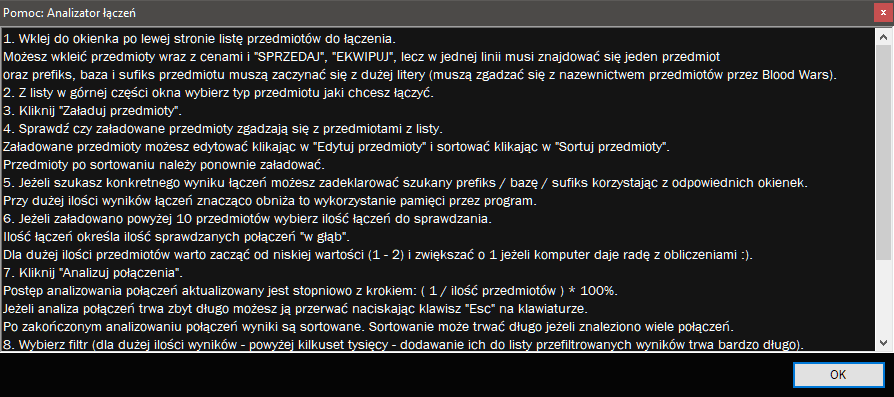 Pomoc: Analizator łączeń
1. Wklej do okienka po lewej stronie listę przedmiotów do łączenia.
Możesz wkleić przedmioty wraz z cenami i "SPRZEDAJ", "EKWIPUJ", lecz w jednej linii musi znajdować się jeden przedmiot
oraz prefiks, baza i sufiks przedmiotu muszą zaczynać się z dużej litery (muszą zgadzać się z nazewnictwem przedmiotów przez Blood Wars).
2. Z listy w górnej części okna wybierz typ przedmiotu jaki chcesz łączyć.
3. Kliknij "Załaduj przedmioty".
4. Sprawdź czy załadowane przedmioty zgadzają się z przedmiotami z listy.
Załadowane przedmioty możesz edytować klikając w "Edytuj przedmioty" i sortować klikając w "Sortuj przedmioty".
Przedmioty po sortowaniu należy ponownie załadować.
5. Jeżeli szukasz konkretnego wyniku łączeń możesz zadeklarować szukany prefiks / bazę / sufiks korzystając z odpowiednich okienek.
Przy dużej ilości wyników łączeń znacząco obniża to wykorzystanie pamięci przez program.
6. Jeżeli załadowano powyżej 10 przedmiotów wybierz ilość łączeń do sprawdzania.
Ilość łączeń określa ilość sprawdzanych połączeń "w głąb".
Dla dużej ilości przedmiotów warto zacząć od niskiej wartości (1 - 2) i zwiększać o 1 jeżeli komputer daje radę z obliczeniami :).
7. Kliknij "Analizuj połączenia".
Postęp analizowania połączeń aktualizowany jest stopniowo z krokiem: ( 1 / ilość przedmiotów ) * 100%.
Jeżeli analiza połączeń trwa zbyt długo możesz ją przerwać naciskając klawisz "Esc" na klawiaturze.
Po zakończonym analizowaniu połączeń wyniki są sortowane. Sortowanie może trwać długo jeżeli znaleziono wiele połączeń.
8. Wybierz filtr (dla dużej ilości wyników - powyżej kilkuset tysięcy - dodawanie ich do listy przefiltrowanych wyników trwa bardzo długo).
OK